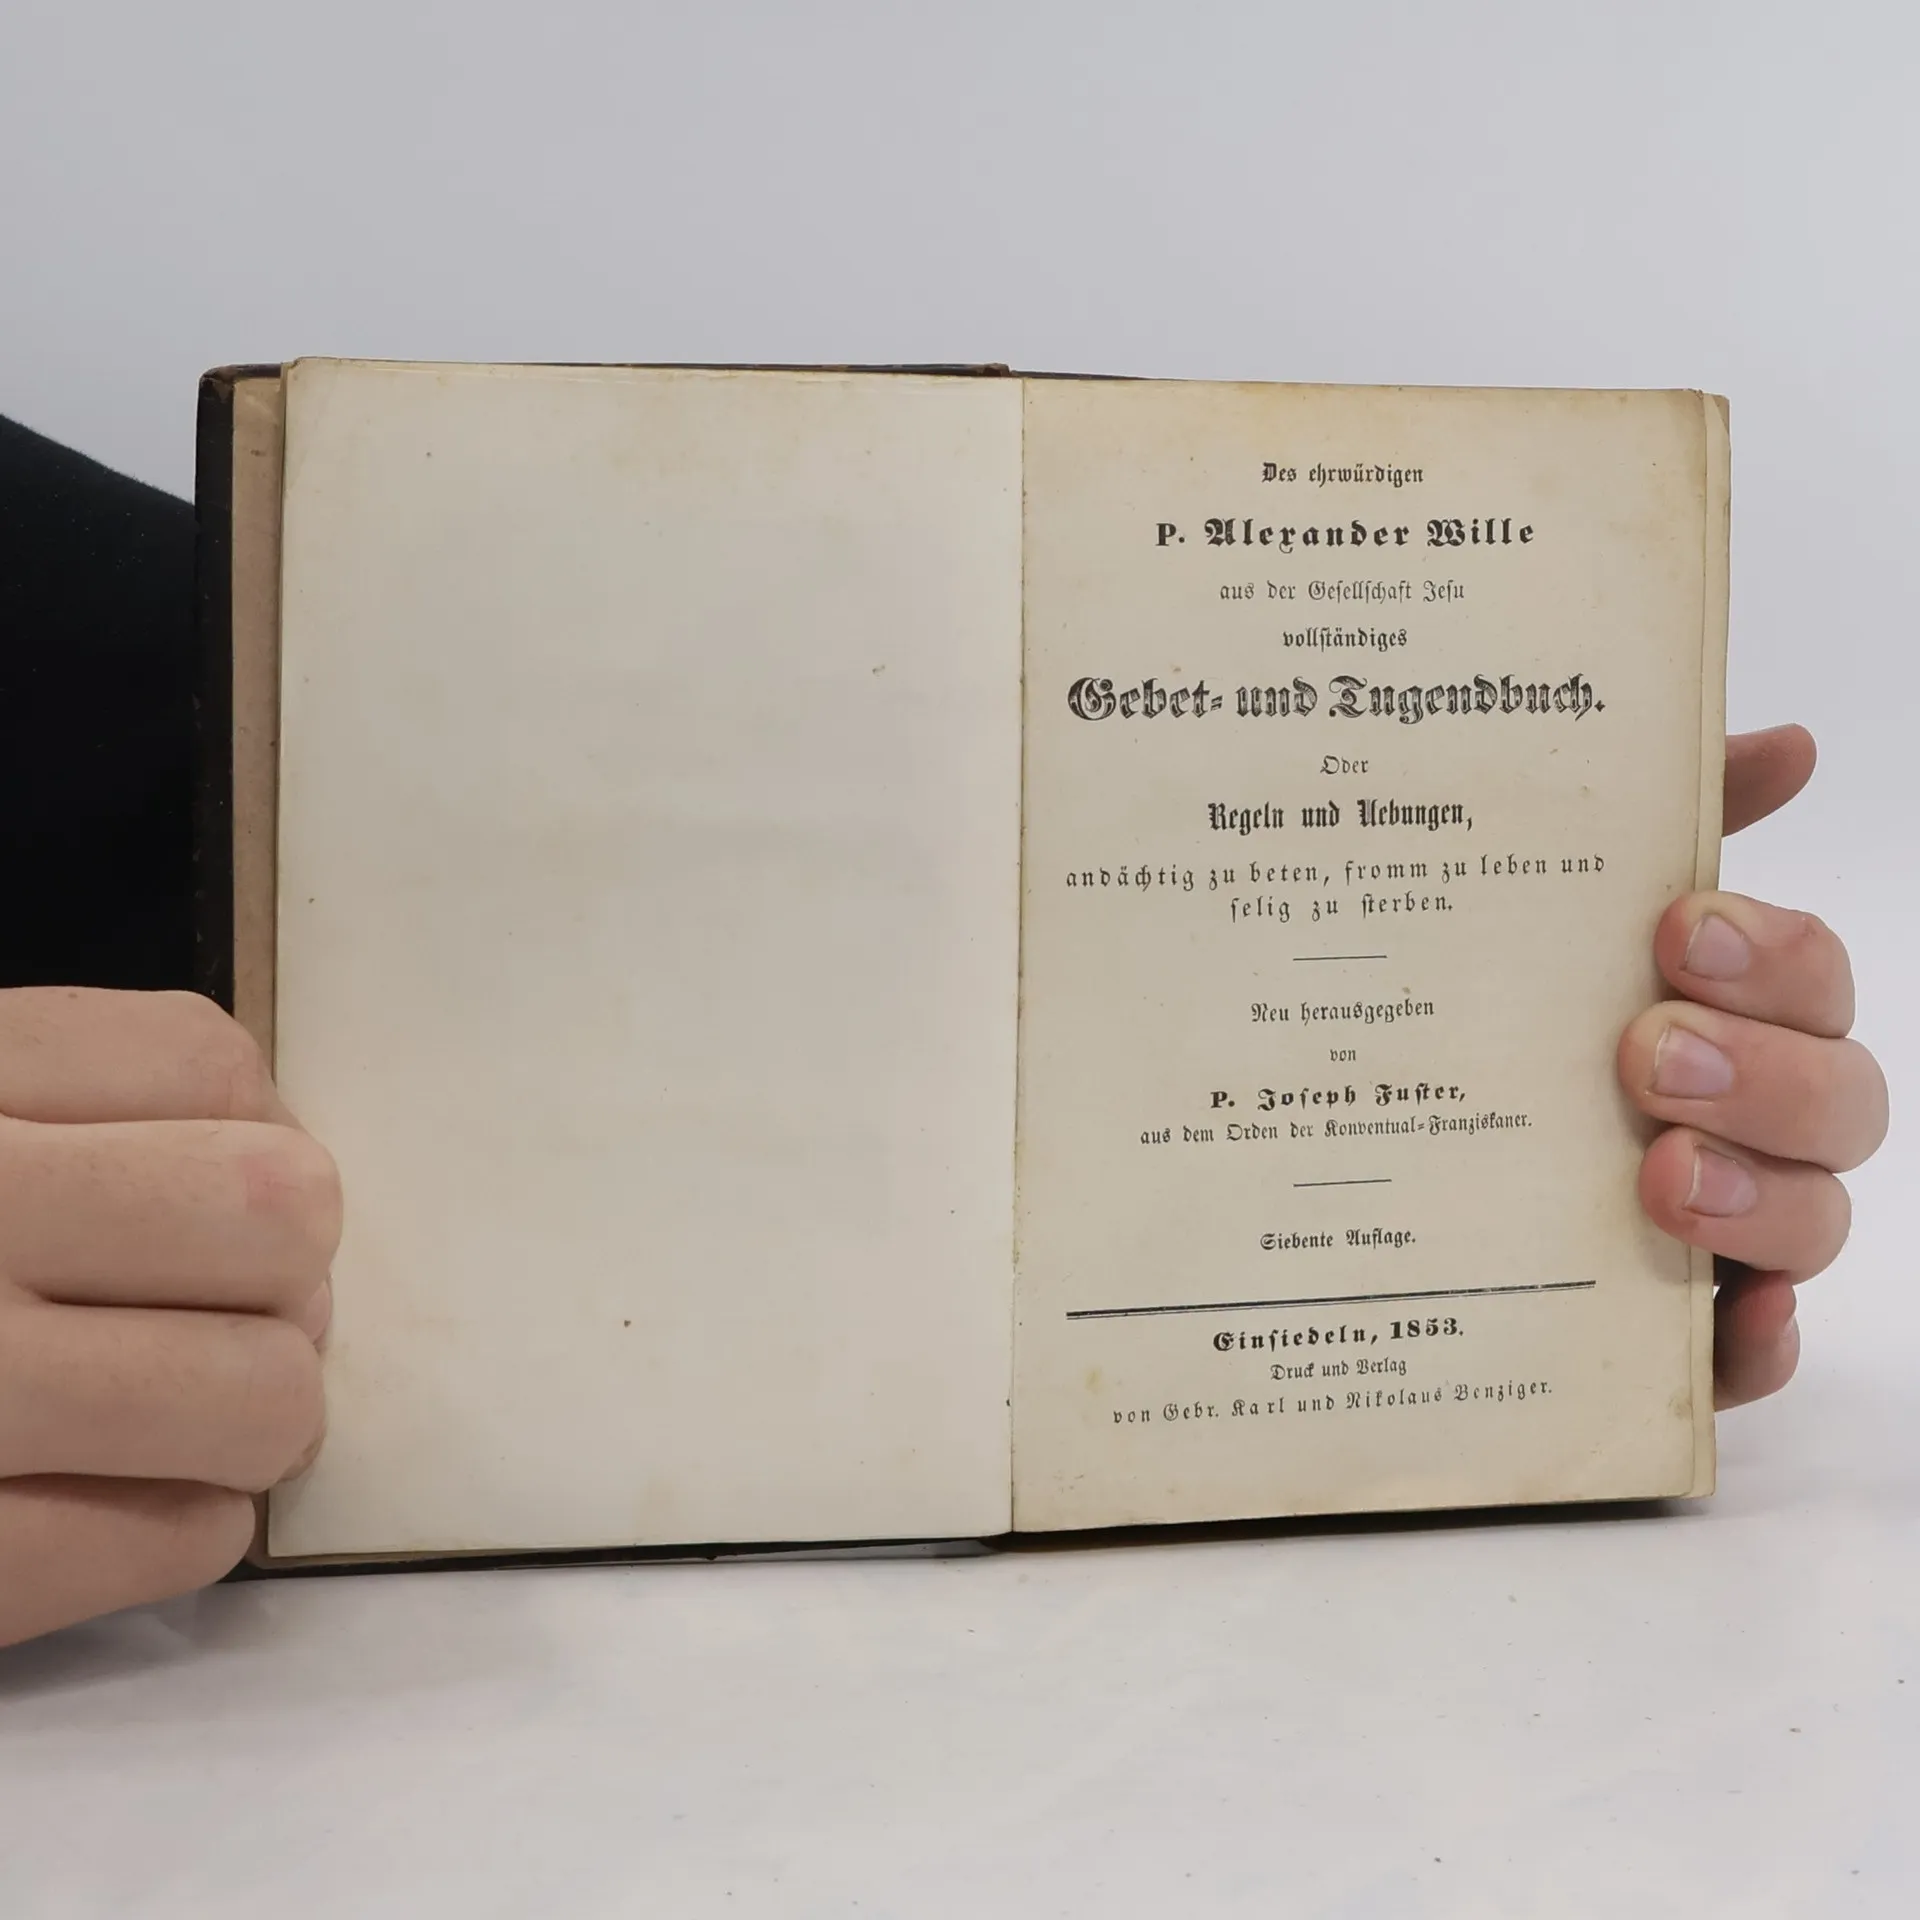 Des ehrwürdigen
P. Alexander Wille
aus der Geſellſchaft Jeſu
vollſtändiges
Gebet- und Tugendbuch.
Oder
Regeln und Uebungen,
andächtig zu beten, fromm zu leben und
ſelig zu ſterben.
Neu herausgegeben
von
P. Joſeph Fuſter,
aus dem Orden der Konventual-Franziskaner.
Siebente Auflage.
Einſiedeln, 1853.
Druck und Verlag
von Gebr. Karl und Nikolaus Benziger.